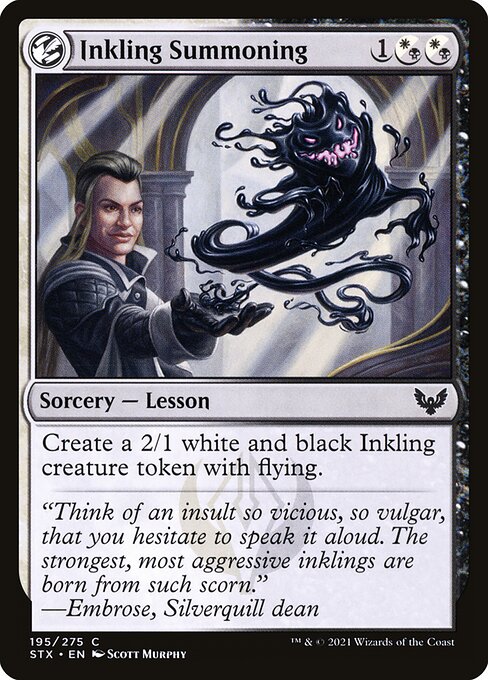 Inkling Summoning 1
Sorcery — Lesson
Create a 2/1 white and black Inkling
creature token with flying.
“Think of an insult so vicious, so vulgar,
that you hesitate to speak it aloud. The
strongest, most aggressive inklings are
born from such scorn.”
—Embrose, Silverquill dean
195/275 C
STX • EN Scott Murphy
™ & © 2021 Wizards of the Coast